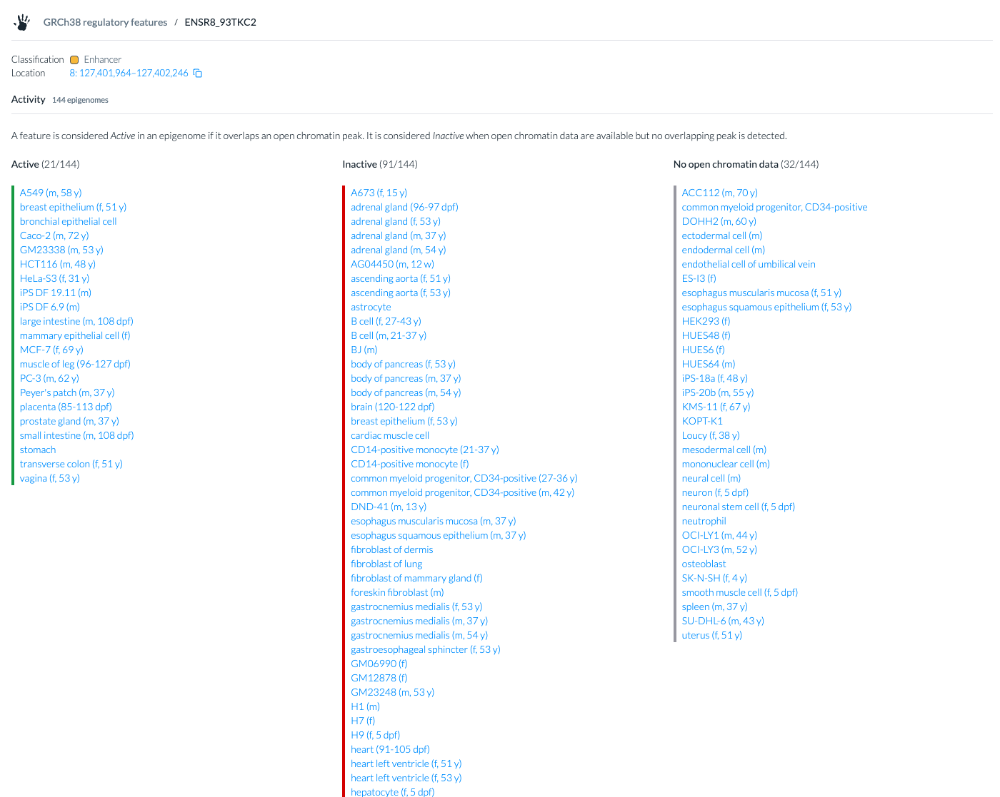 GRCh38 regulatory features / ENSR8_93TKC2
Classification Enhancer
Location 8: 127,401,964–127,402,246
Activity 144 epigenomes
A feature is considered Active in an epigenome if it overlaps an open chromatin peak. It is considered Inactive when open chromatin data are available but no overlapping peak is detected.
Active (21/144)
A549 (m, 58 y)
breast epithelium (f, 51 y)
bronchial epithelial cell
Caco-2 (m, 72 y)
GM23338 (m, 53 y)
HCT116 (m, 48 y)
HeLa-S3 (f, 31 y)
iPS DF 19.11 (m)
iPS DF 6.9 (m)
large intestine (m, 108 dpf)
mammary epithelial cell (f)
MCF-7 (f, 69 y)
muscle of leg (96-127 dpf)
PC-3 (m, 62 y)
Peyer's patch (m, 37 y)
placenta (85-113 dpf)
prostate gland (m, 37 y)
small intestine (m, 108 dpf)
stomach
transverse colon (f, 51 y)
vagina (f, 53 y)
Inactive (91/144)
A673 (f, 15 y)
adrenal gland (96-97 dpf)
adrenal gland (f, 53 y)
adrenal gland (m, 37 y)
adrenal gland (m, 54 y)
AG04450 (m, 12 w)
ascending aorta (f, 51 y)
ascending aorta (f, 53 y)
astrocyte
B cell (f, 27-43 y)
B cell (m, 21-37 y)
BJ (m)
body of pancreas (f, 53 y)
body of pancreas (m, 37 y)
body of pancreas (m, 54 y)
brain (120-122 dpf)
breast epithelium (f, 53 y)
cardiac muscle cell
CD14-positive monocyte (21-37 y)
CD14-positive monocyte (f)
common myeloid progenitor, CD34-positive (27-36 y)
common myeloid progenitor, CD34-positive (m, 42 y)
DND-41 (m, 13 y)
esophagus muscularis mucosa (m, 37 y)
esophagus squamous epithelium (m, 37 y)
fibroblast of dermis
fibroblast of lung
fibroblast of mammary gland (f)
foreskin fibroblast (m)
gastrocnemius medialis (f, 53 y)
gastrocnemius medialis (m, 37 y)
gastrocnemius medialis (m, 54 y)
gastroesophageal sphincter (f, 53 y)
GM06990 (f)
GM12878 (f)
GM23248 (m, 53 y)
H1 (m)
H7 (f)
H9 (f, 5 dpf)
heart (91-105 dpf)
heart left ventricle (f, 51 y)
heart left ventricle (f, 53 y)
hepatocyte (f, 5 dpf)
No open chromatin data (32/144)
ACC112 (m, 70 y)
common myeloid progenitor, CD34-positive
DOHH2 (m, 60 y)
ectodermal cell (m)
endodermal cell (m)
endothelial cell of umbilical vein
ES-I3 (f)
esophagus muscularis mucosa (f, 51 y)
esophagus squamous epithelium (f, 53 y)
HEK293 (f)
HUES48 (f)
HUES6 (f)
HUES64 (m)
iPS-18a (f, 48 y)
iPS-20b (m, 55 y)
KMS-11 (f, 67 y)
KOPT-K1
Loucy (f, 38 y)
mesodermal cell (m)
mononuclear cell (m)
neural cell (m)
neuron (f, 5 dpf)
neuronal stem cell (f, 5 dpf)
neutrophil
OCI-LY1 (m, 44 y)
OCI-LY3 (m, 52 y)
osteoblast
SK-N-SH (f, 4 y)
smooth muscle cell (f, 5 dpf)
spleen (m, 37 y)
SU-DHL-6 (m, 43 y)
uterus (f, 51 y)